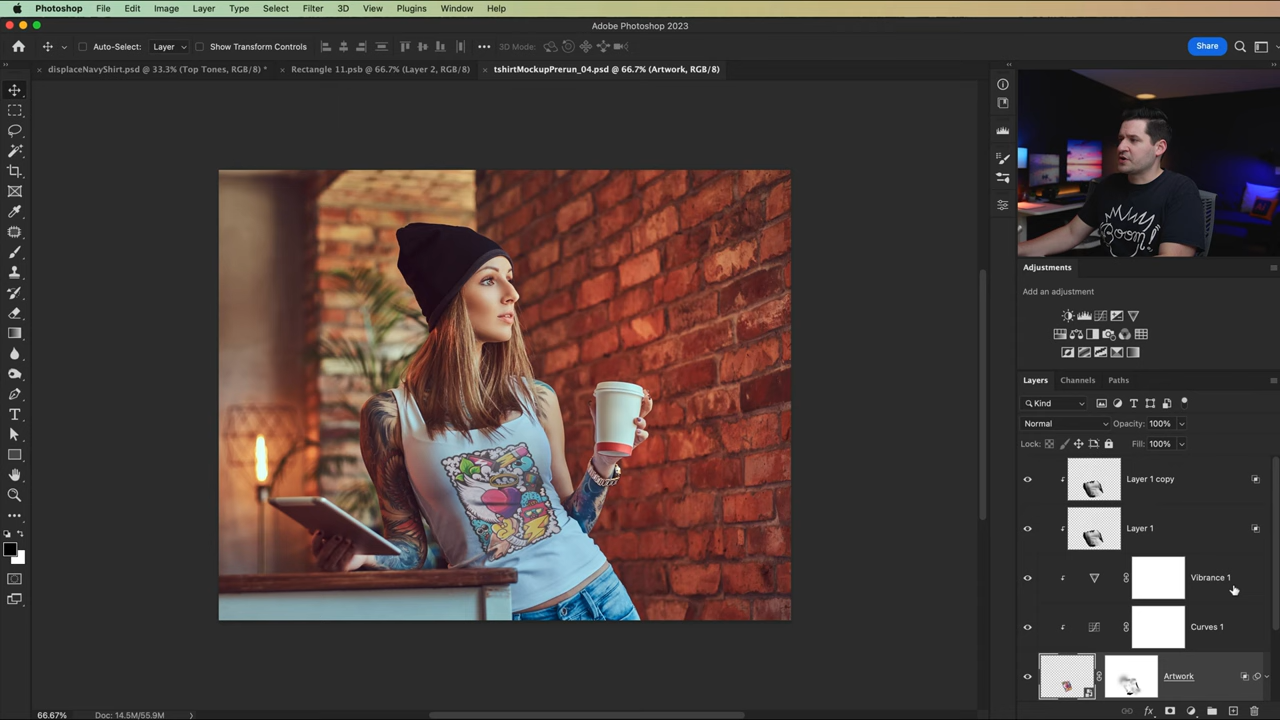 Photoshop File Edit Image Layer Type Select Filter 3D View Plugins Window Help
Adobe Photoshop 2023
Auto-Select: Layer Show Transform Controls 3D Mode: Share
displaceNavyShirt.psd @ 33.3% (Top Tones, RGB/8) * Rectangle 11.psb @ 66.7% (Layer 2, RGB/8) tshirtMockupPrerun_04.psd @ 66.7% (Artwork, RGB/8)
BOOM!
Adjustments
Add an adjustment
Layers Channels Paths
Kind
Normal Opacity: 100%
Lock: Fill: 100%
Layer 1 copy
Layer 1
Vibrance 1
Curves 1
Artwork
66.67% Doc: 14.5M/55.9M